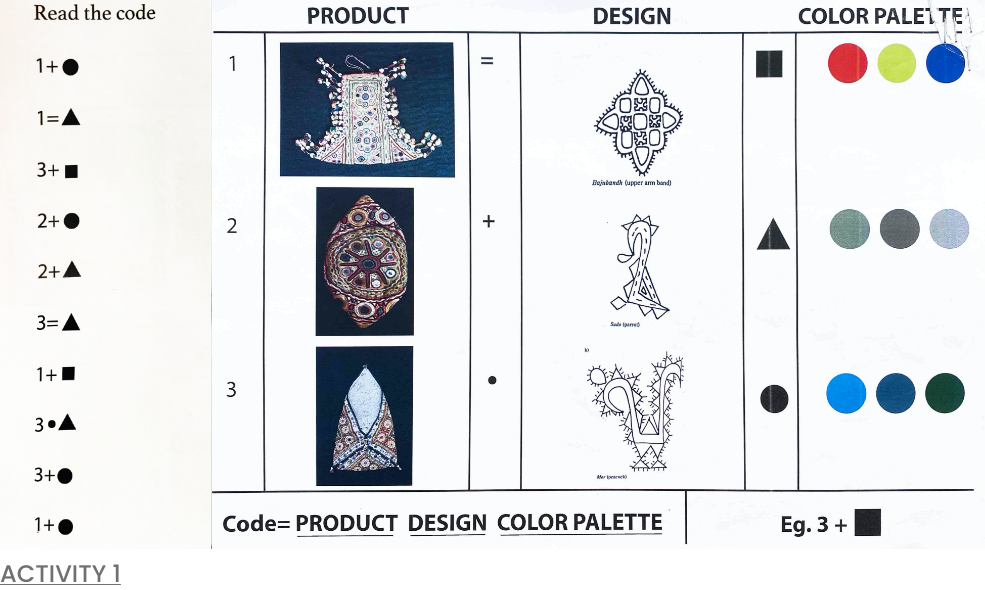 Read the code
1+●
1=▲
3+■
2+●
2+▲
3=▲
1+■
3•▲
3+●
1+●
PRODUCT DESIGN COLOR PALETTE
1 = ■
Bajubandh (upper arm band)
2 + ▲
Sudo (parrot)
3 • ●
Mor (peacock)
Code= PRODUCT DESIGN COLOR PALETTE
Eg. 3 + ■
ACTIVITY 1